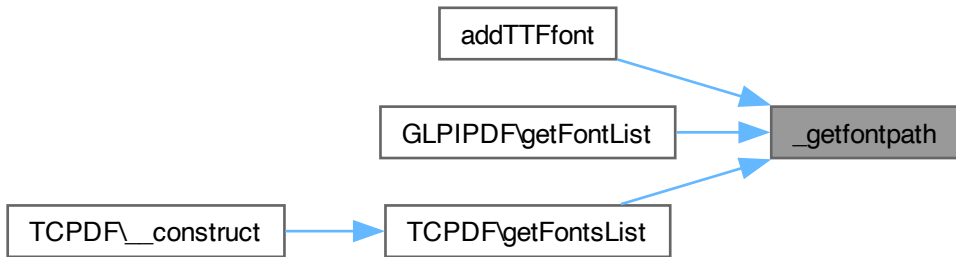 addTTFfont
GLPIPDF\getFontList
_getfontpath
TCPDF\__construct
TCPDF\getFontsList